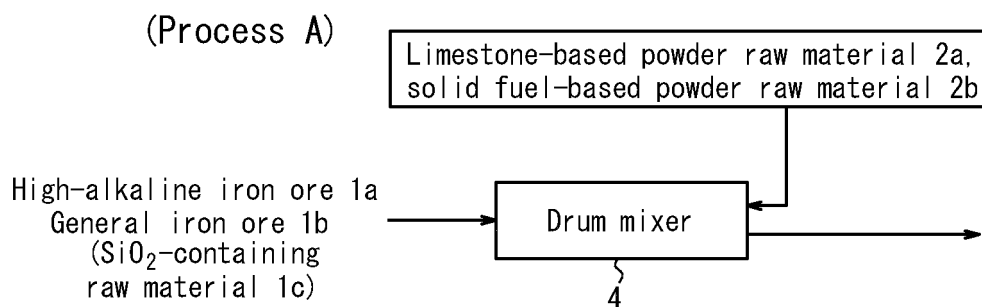 (Process A)
Limestone-based powder raw material 2a,
solid fuel-based powder raw material 2b
High-alkaline iron ore 1a
General iron ore 1b
(SiO₂-containing
raw material 1c)
Drum mixer
4